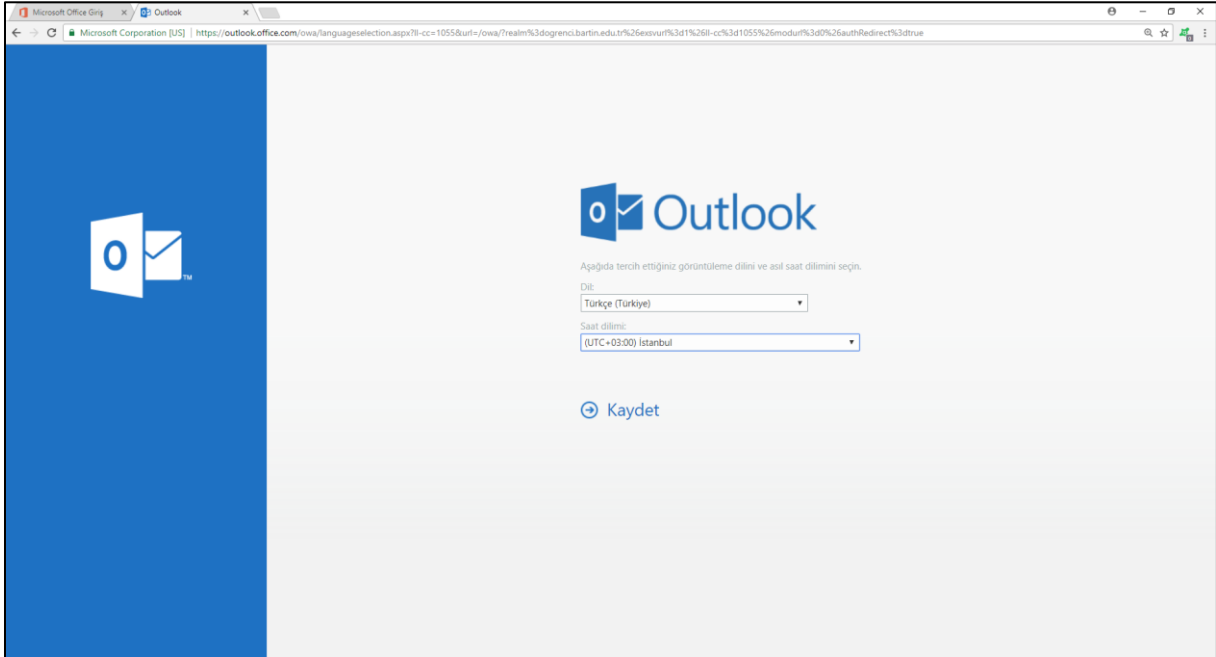 Microsoft Office Giriş
Outlook
Microsoft Corporation [US] | https://outlook.office.com/owa/languageselection.aspx?ll-cc=1055&url=/owa/?realm%3dogrenci.bartin.edu.tr%26exsvurl%3d1%26ll-cc%3d1055%26modurl%3d0%26authRedirect%3dtrue
Outlook
Aşağıda tercih ettiğiniz görüntüleme dilini ve asıl saat dilimini seçin.
Dil:
Türkçe (Türkiye)
Saat dilimi:
(UTC+03:00) İstanbul
Kaydet
O
TM